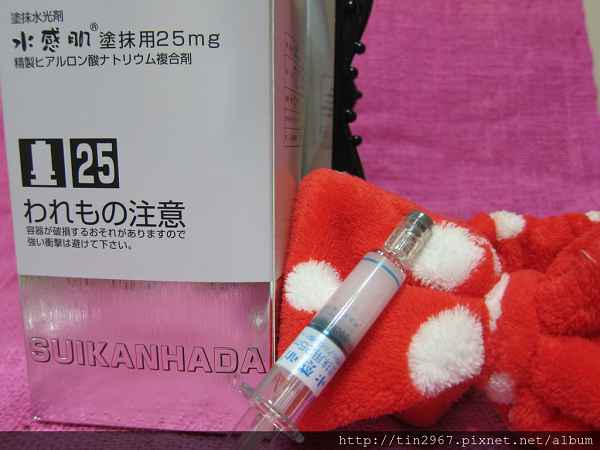 塗抹水光剤
水感肌®塗抹用25mg
精製ヒアルロン酸ナトリウム複合剤
25
われもの注意
容器が破損するおそれがありますので
強い衝撃は避けて下さい。
SUIKANHADA
水感肌
http://tin2967.pixnet.net/album